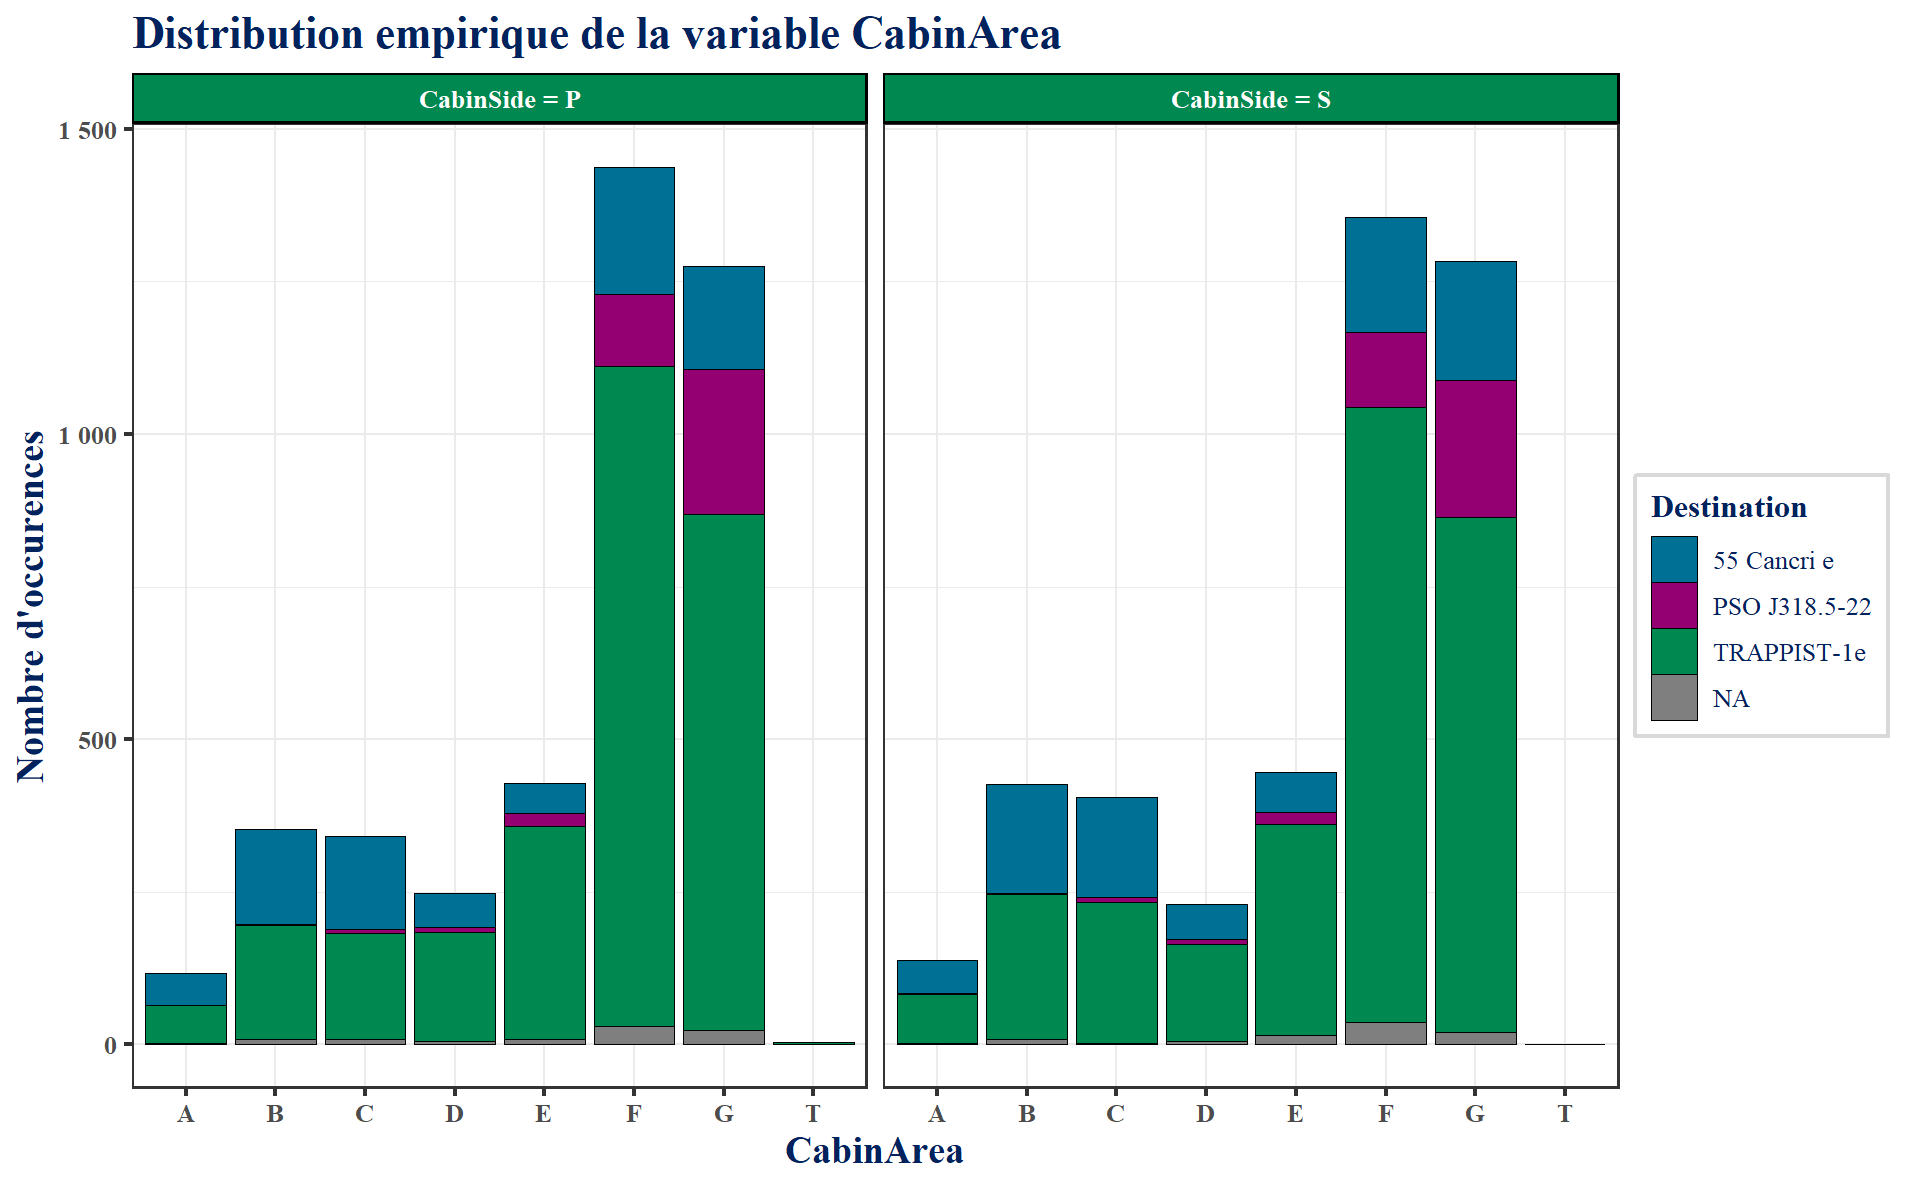 Distribution empirique de la variable CabinArea
CabinSide = P
CabinSide = S
1 500
1 000
500
0
Nombre d'occurences
A B C D E F G T
A B C D E F G T
CabinArea
Destination
55 Cancri e
PSO J318.5-22
TRAPPIST-1e
NA